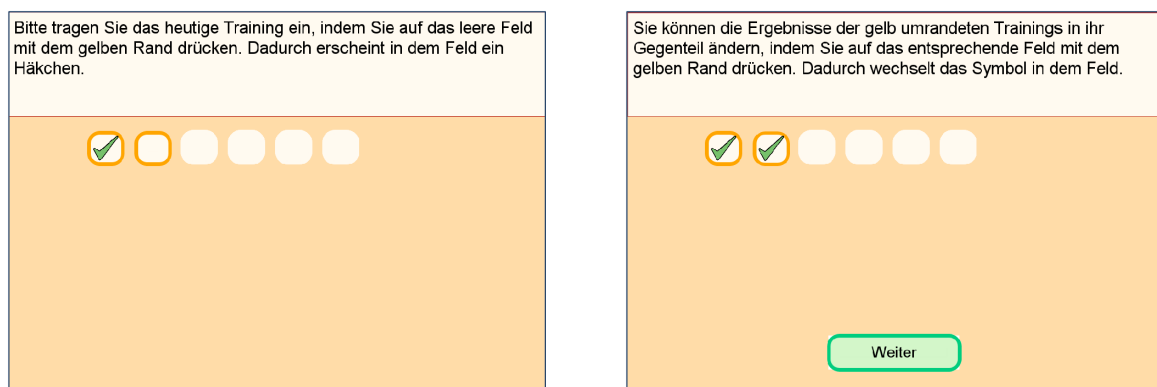 Bitte tragen Sie das heutige Training ein, indem Sie auf das leere Feld
mit dem gelben Rand drücken. Dadurch erscheint in dem Feld ein
Häkchen.
Sie können die Ergebnisse der gelb umrandeten Trainings in ihr
Gegenteil ändern, indem Sie auf das entsprechende Feld mit dem
gelben Rand drücken. Dadurch wechselt das Symbol in dem Feld.
Weiter